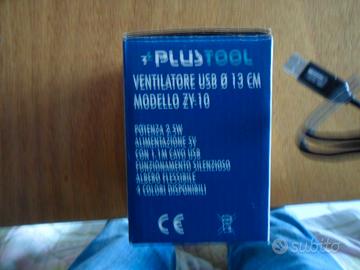 PLUSTOOL
VENTILATORE USB Ø 13 CM
MODELLO ZY-10
POTENZA 2.5W
ALIMENTAZIONE 5V
CON 1.1M CAVO USB
FUNZIONAMENTO SILENZIOSO
ALBERO FLESSIBILE
4 COLORI DISPONIBILI
CE
subito